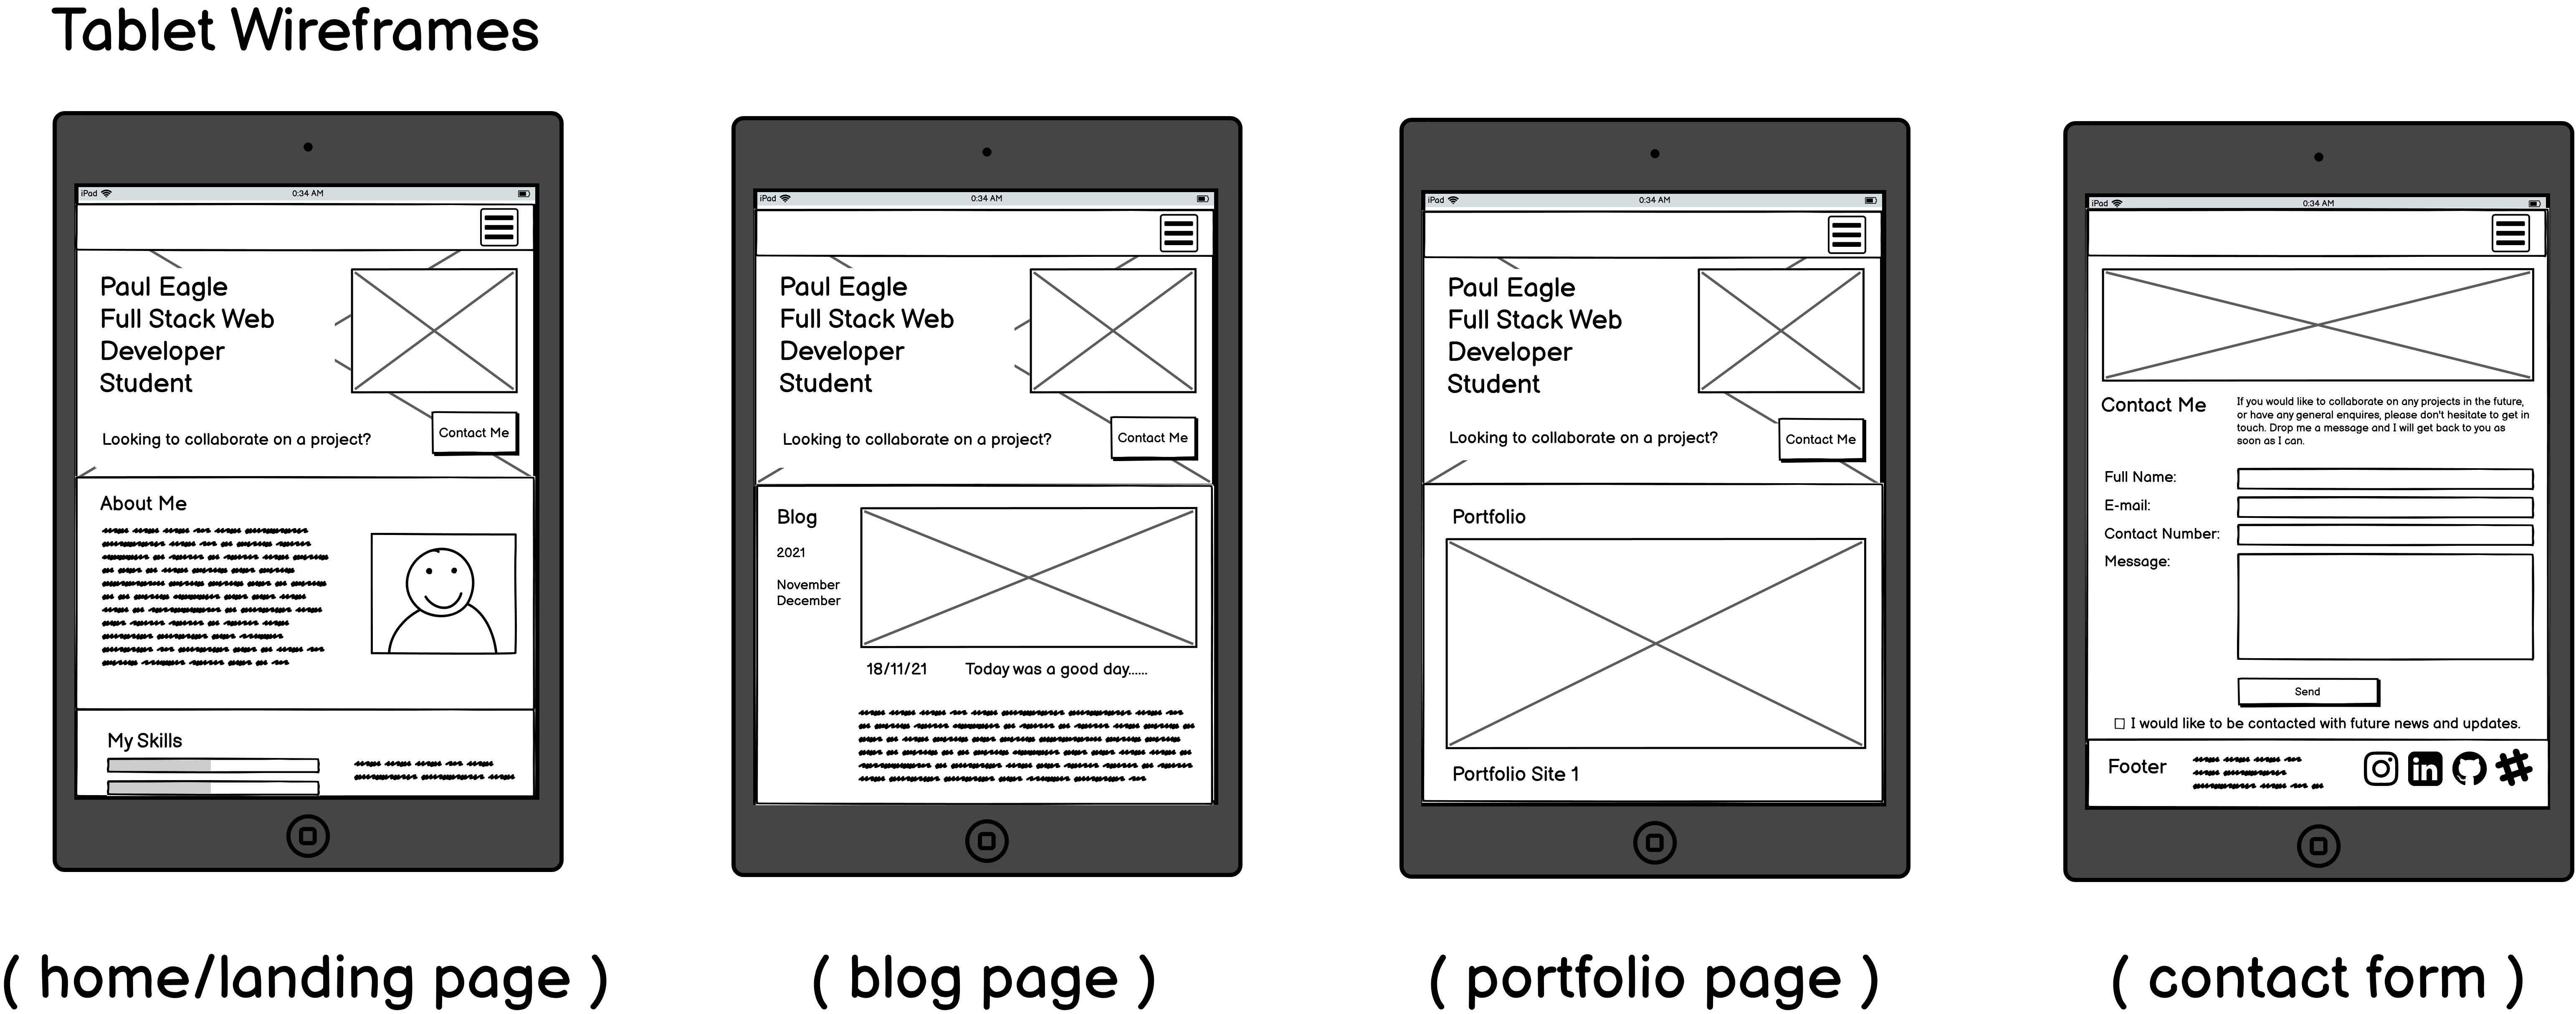 Tablet Wireframes
iPad
0:34 AM
Paul Eagle
Full Stack Web
Developer
Student
Looking to collaborate on a project?
Contact Me
About Me
My Skills
( home/landing page )
iPad
0:34 AM
Paul Eagle
Full Stack Web
Developer
Student
Looking to collaborate on a project?
Contact Me
Blog
2021
November
December
18/11/21
Today was a good day......
( blog page )
iPad
0:34 AM
Paul Eagle
Full Stack Web
Developer
Student
Looking to collaborate on a project?
Contact Me
Portfolio
Portfolio Site 1
( portfolio page )
iPad
0:34 AM
Contact Me
If you would like to collaborate on any projects in the future,
or have any general enquires, please don't hesitate to get in
touch. Drop me a message and I will get back to you as
soon as I can.
Full Name:
E-mail:
Contact Number:
Message:
Send
I would like to be contacted with future news and updates.
Footer
in
( contact form )